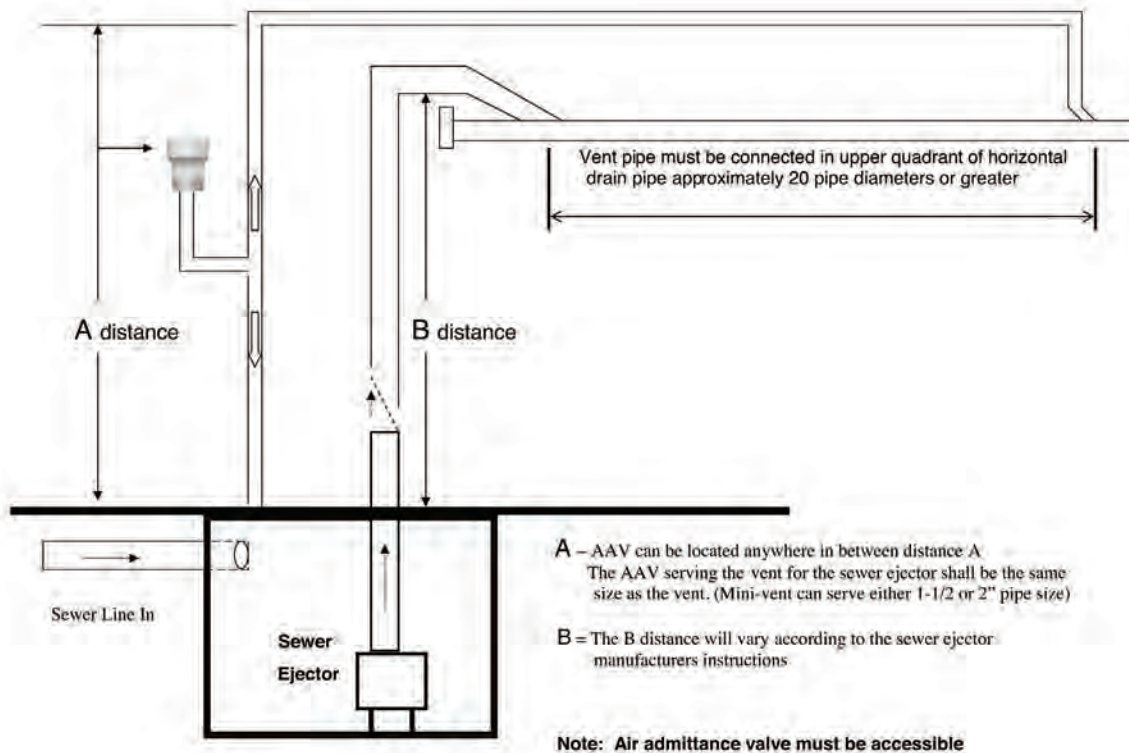 Vent pipe must be connected in upper quadrant of horizontal
drain pipe approximately 20 pipe diameters or greater
A distance
B distance
Sewer Line In
Sewer
Ejector
A – AAV can be located anywhere in between distance A
The AAV serving the vent for the sewer ejector shall be the same
size as the vent. (Mini-vent can serve either 1-1/2 or 2” pipe size)
B = The B distance will vary according to the sewer ejector
manufacturers instructions
Note: Air admittance valve must be accessible